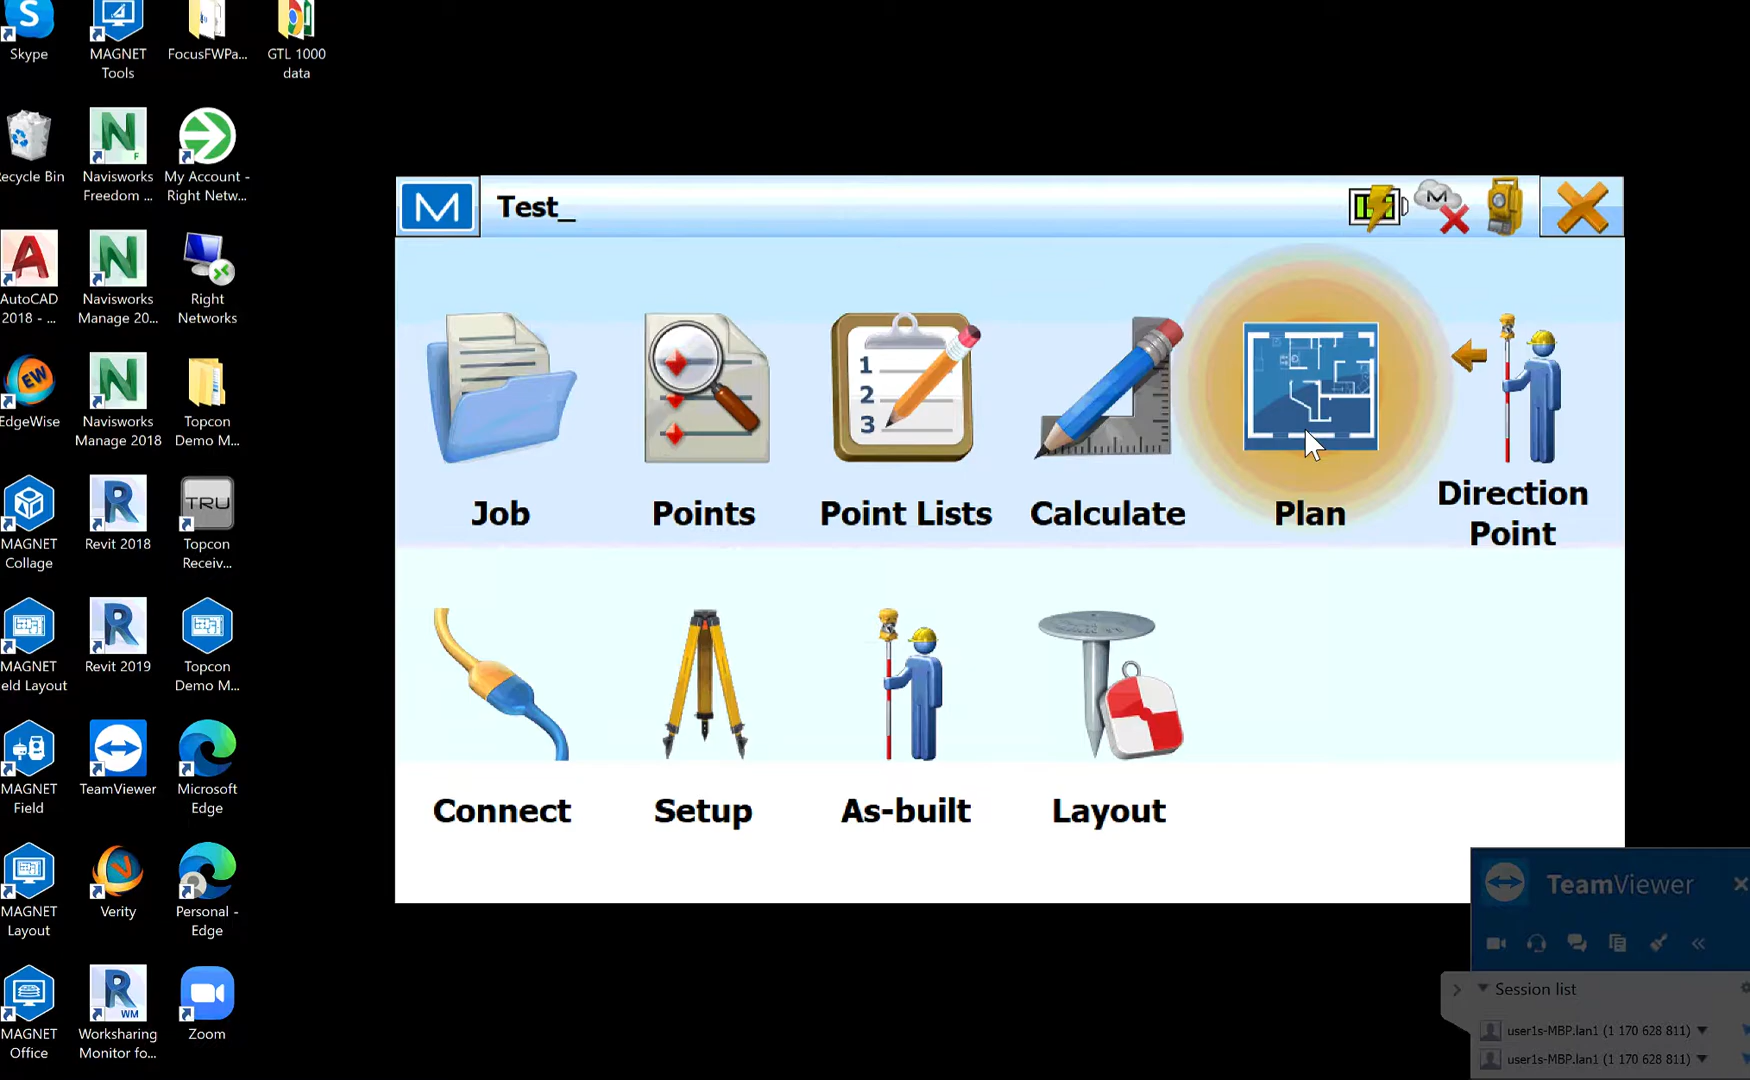 Skype
MAGNET
Tools
FocusFWPa...
GTL 1000
data
ecycle Bin
Navisworks
Freedom ...
My Account -
Right Netw...
AutoCAD
2018 - ...
Navisworks
Manage 20...
Right
Networks
EdgeWise
Navisworks
Manage 2018
Topcon
Demo M...
MAGNET
Collage
Revit 2018
TRU
Topcon
Receiv...
MAGNET
eld Layout
Revit 2019
Topcon
Demo M...
MAGNET
Field
TeamViewer
Microsoft
Edge
MAGNET
Layout
Verity
Personal -
Edge
MAGNET
Office
Worksharing
Monitor fo...
Zoom
Test_
Job
Points
1
2
3
Point Lists
Calculate
Plan
Direction
Point
Connect
Setup
As-built
Layout
TeamViewer
Session list
user1s-MBP.lan1 (1 170 628 811)
user1s-MBP.lan1 (1 170 628 811)